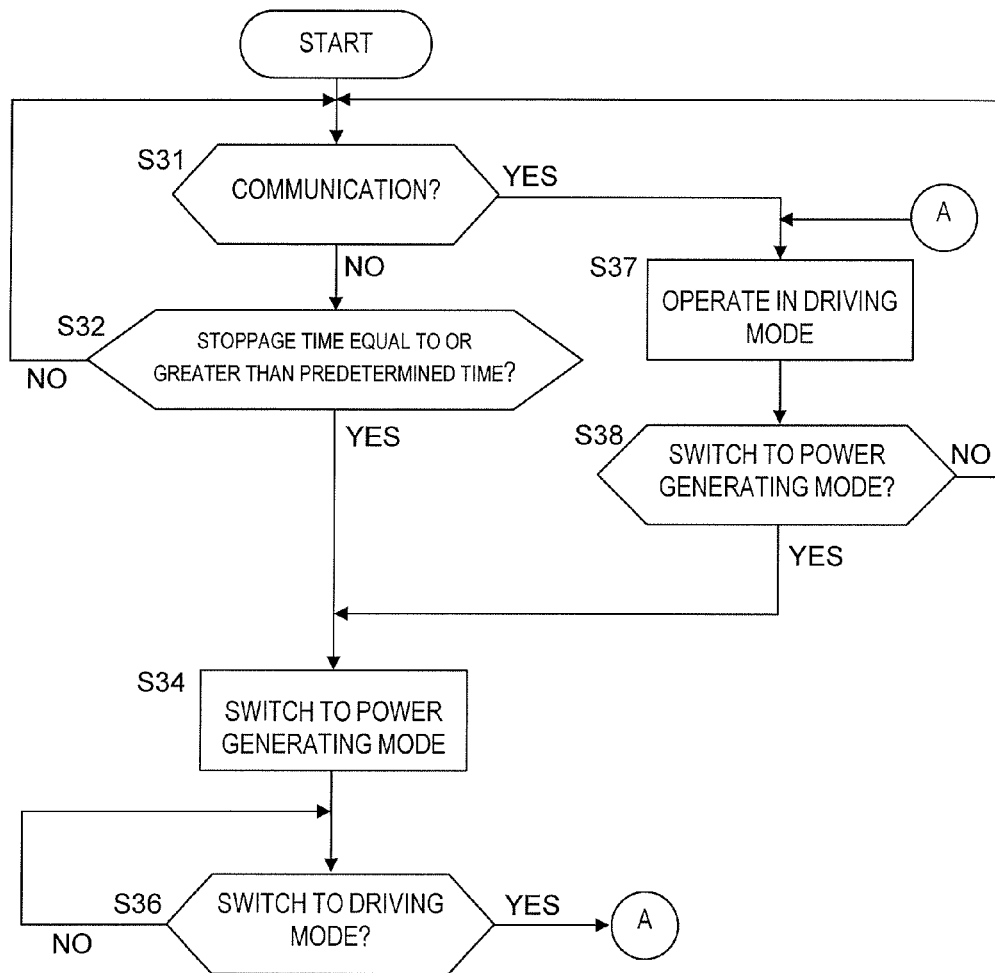 START
S31
COMMUNICATION?
YES
A
NO
S37
OPERATE IN DRIVING
MODE
S32
STOPPAGE TIME EQUAL TO OR
GREATER THAN PREDETERMINED TIME?
NO
YES
S38
SWITCH TO POWER
GENERATING MODE?
NO
YES
S34
SWITCH TO POWER
GENERATING MODE
S36
SWITCH TO DRIVING
MODE?
YES
A
NO